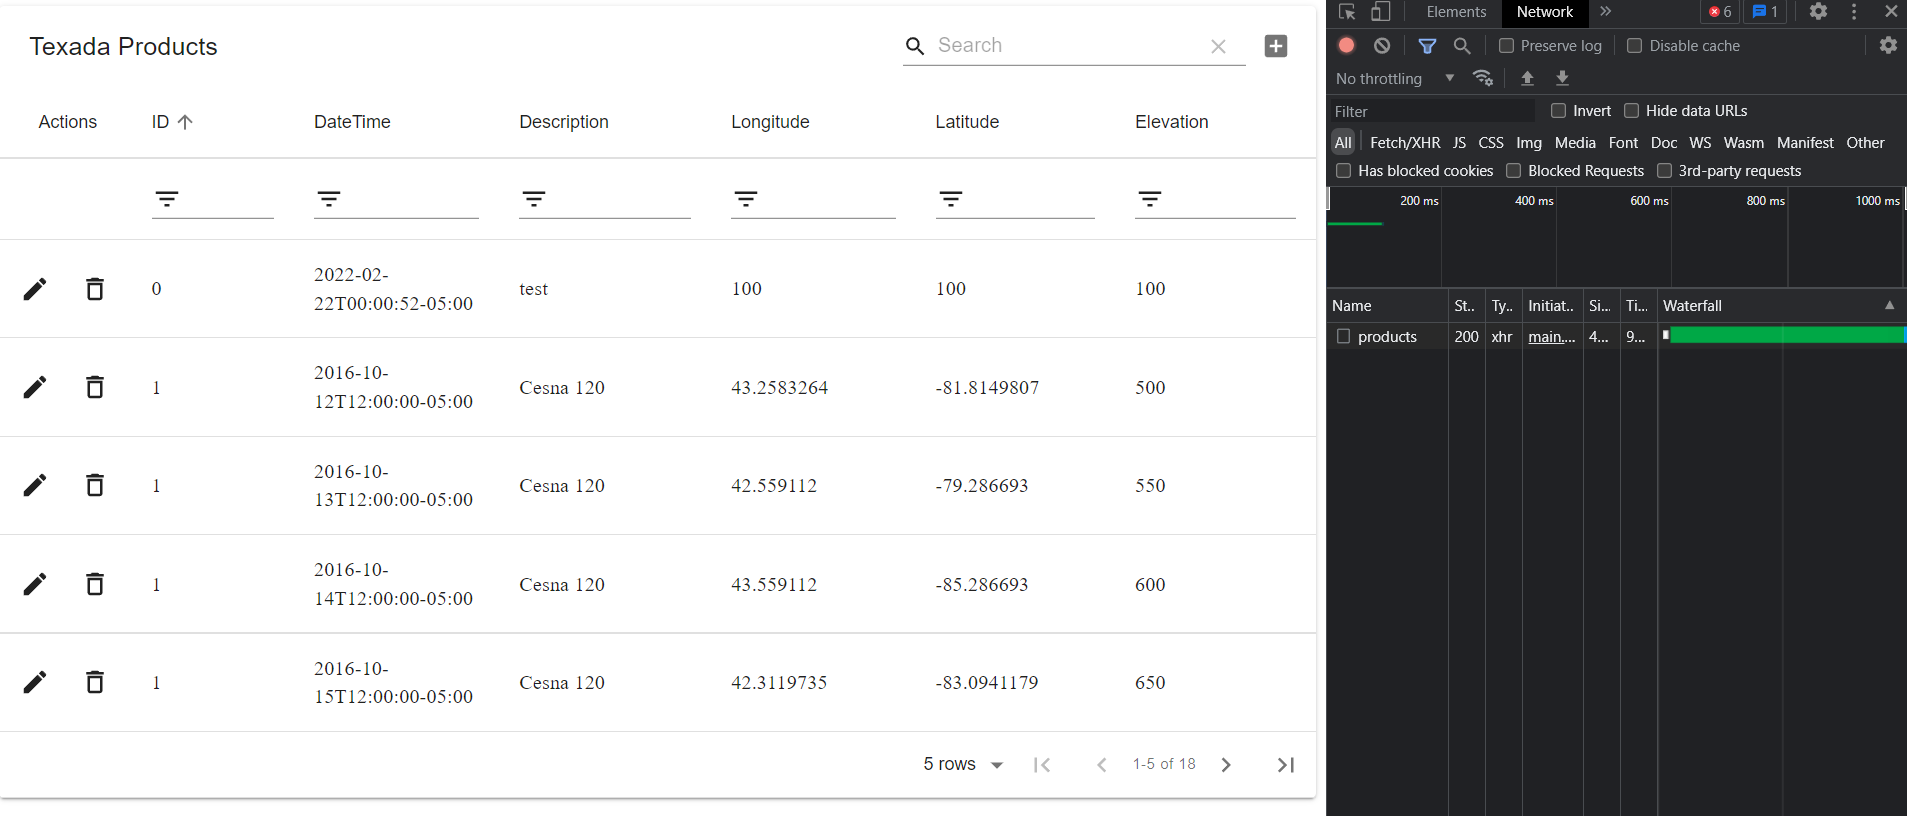 Texada Products
Search
Actions ID DateTime Description Longitude Latitude Elevation
0 2022-02-22T00:00:52-05:00 test 100 100 100
1 2016-10-12T12:00:00-05:00 Cesna 120 43.2583264 -81.8149807 500
1 2016-10-13T12:00:00-05:00 Cesna 120 42.559112 -79.286693 550
1 2016-10-14T12:00:00-05:00 Cesna 120 43.559112 -85.286693 600
1 2016-10-15T12:00:00-05:00 Cesna 120 42.3119735 -83.0941179 650
5 rows 1-5 of 18
Elements Network 6 1
Preserve log Disable cache
No throttling
Filter Invert Hide data URLs
All Fetch/XHR JS CSS Img Media Font Doc WS Wasm Manifest Other
Has blocked cookies Blocked Requests 3rd-party requests
200 ms 400 ms 600 ms 800 ms 1000 ms
Name St.. Ty.. Initiat.. Si... Ti... Waterfall
products 200 xhr main.... 4... 9...